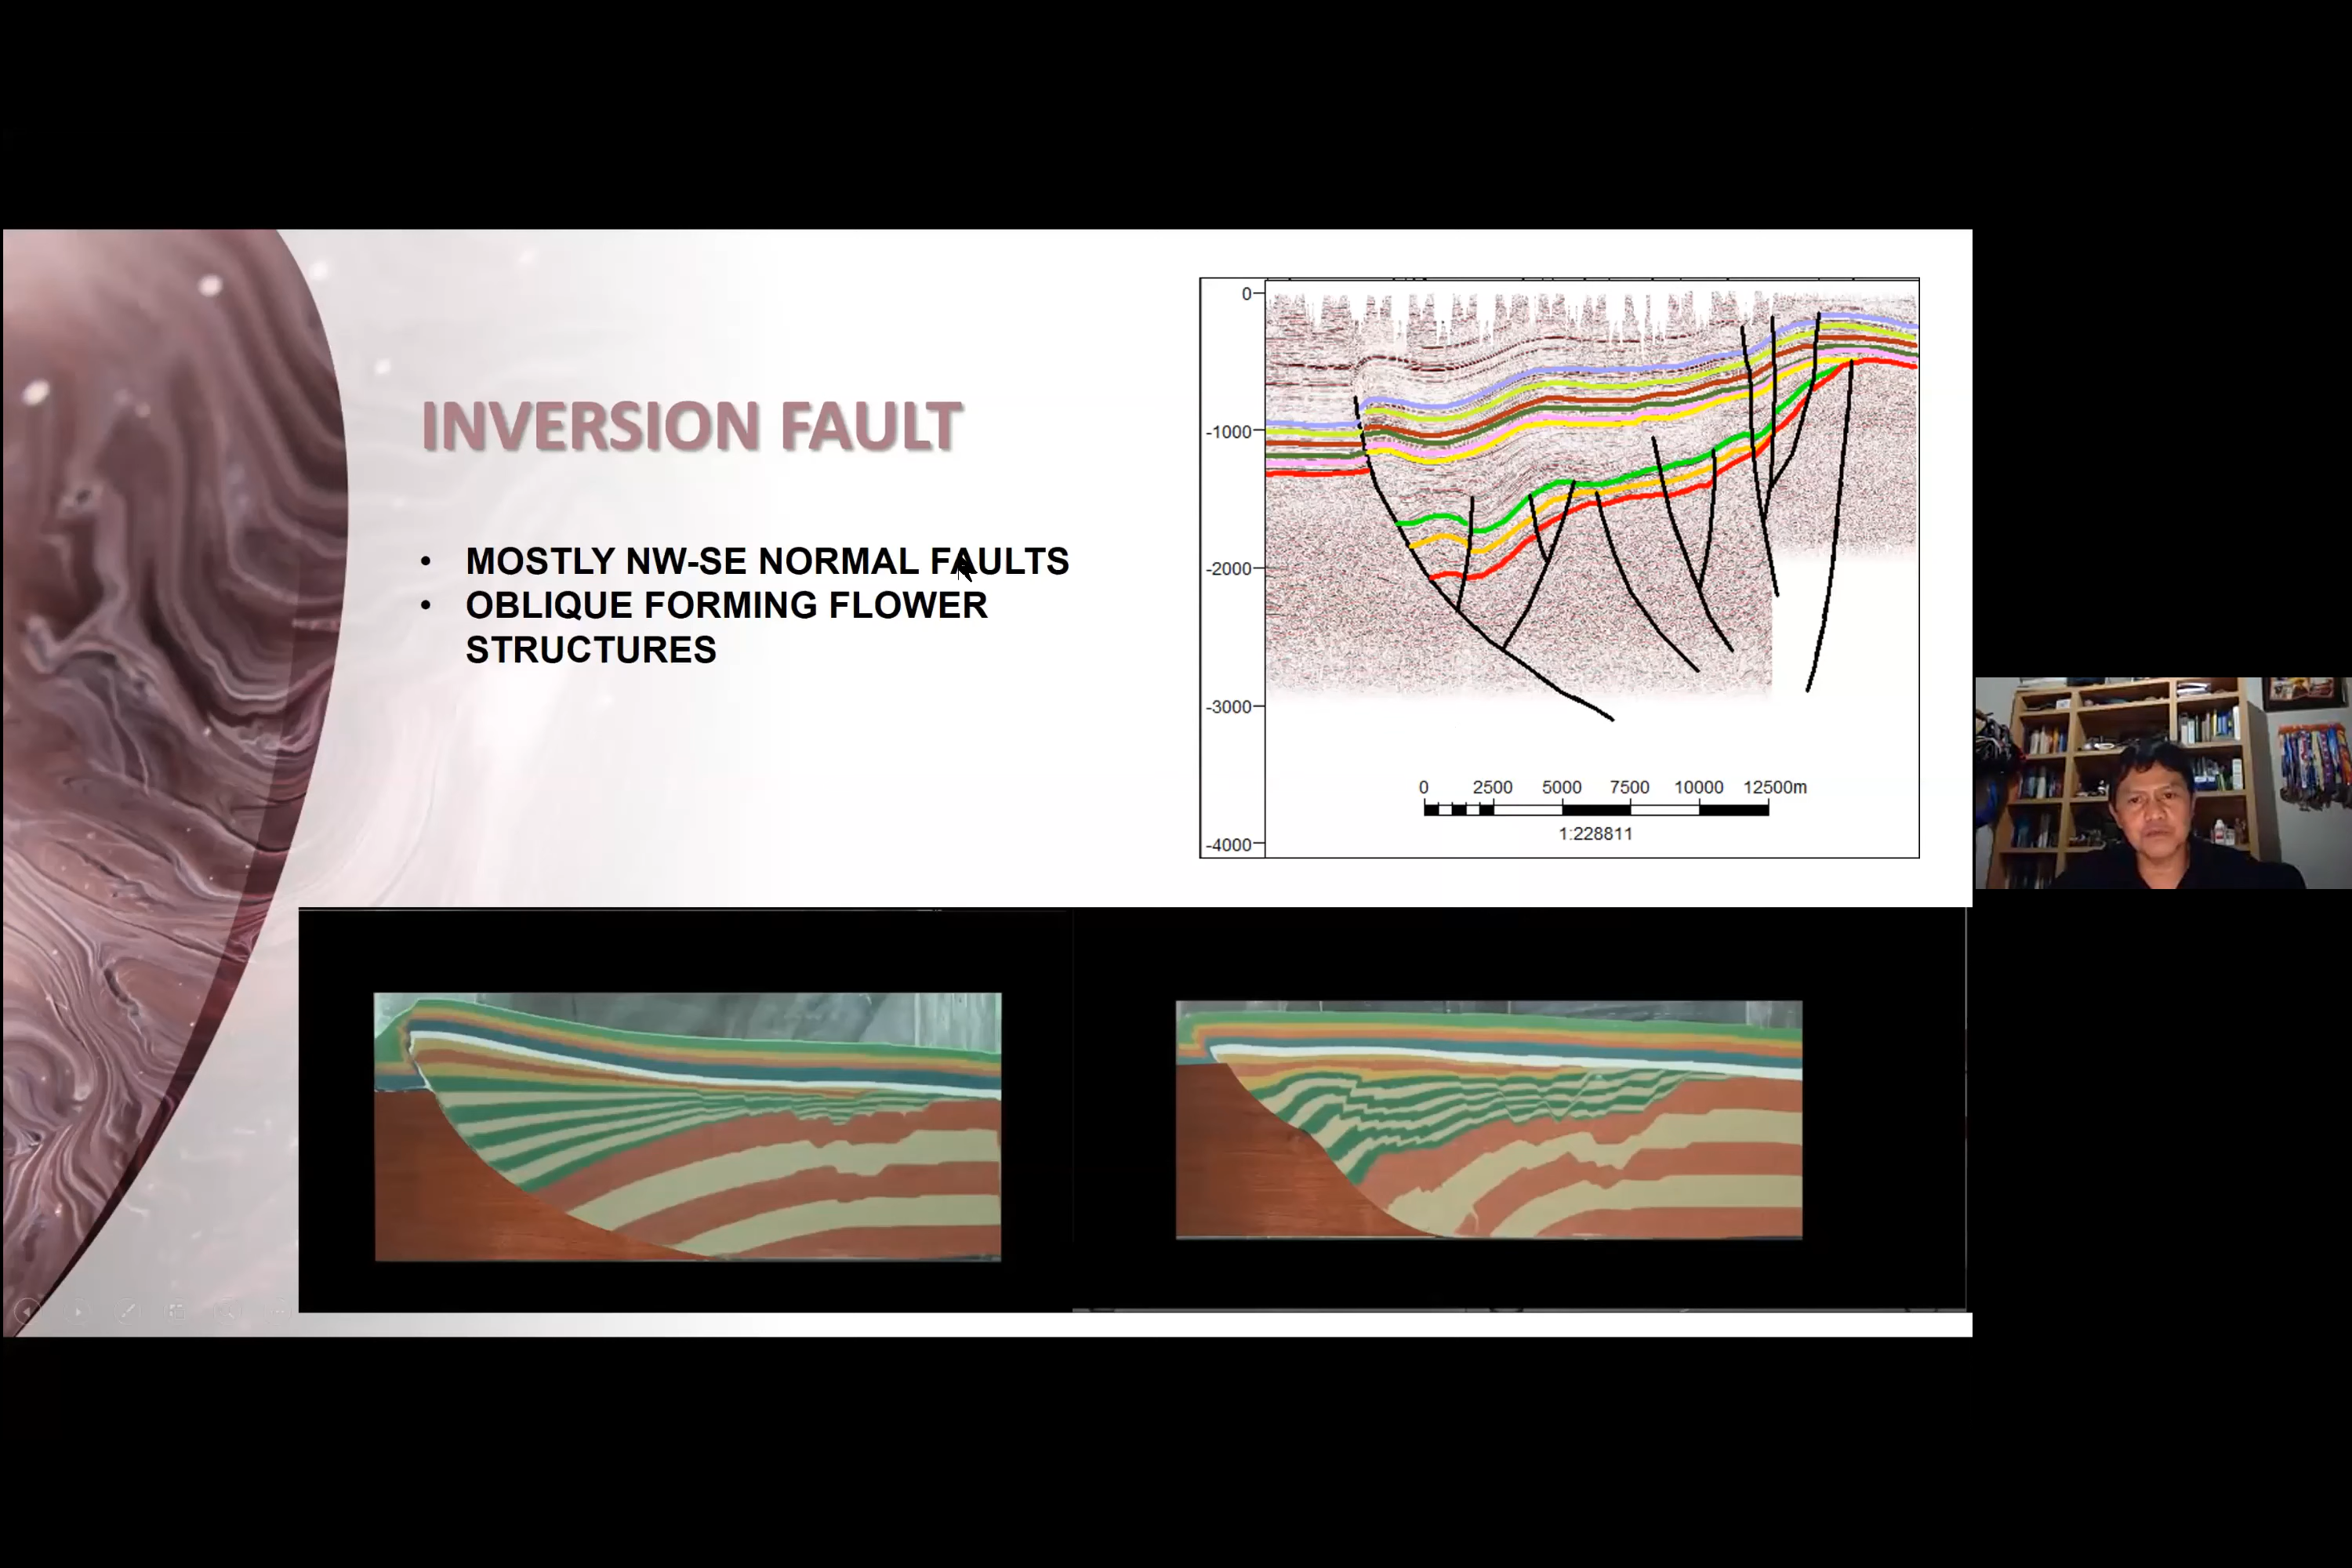 INVERSION FAULT
• MOSTLY NW-SE NORMAL FAULTS
• OBLIQUE FORMING FLOWER
STRUCTURES
0
-1000
-2000
-3000
-4000
0 2500 5000 7500 10000 12500m
1:228811